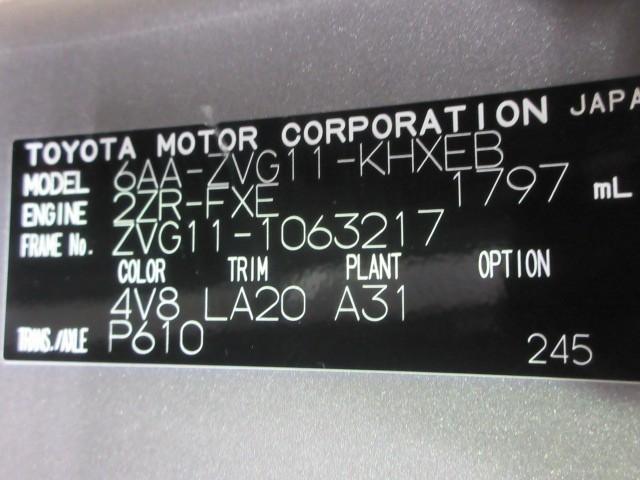 TOYOTA MOTOR CORPORATION JAPA
MODEL 6AA-ZVG11-KHXEB
ENGINE 2ZR-FXE 1797 mL
FRAME No. ZVG11-1063217
COLOR TRIM PLANT OPTION
4V8 LA20 A31
TRANS./AXLE P610
245